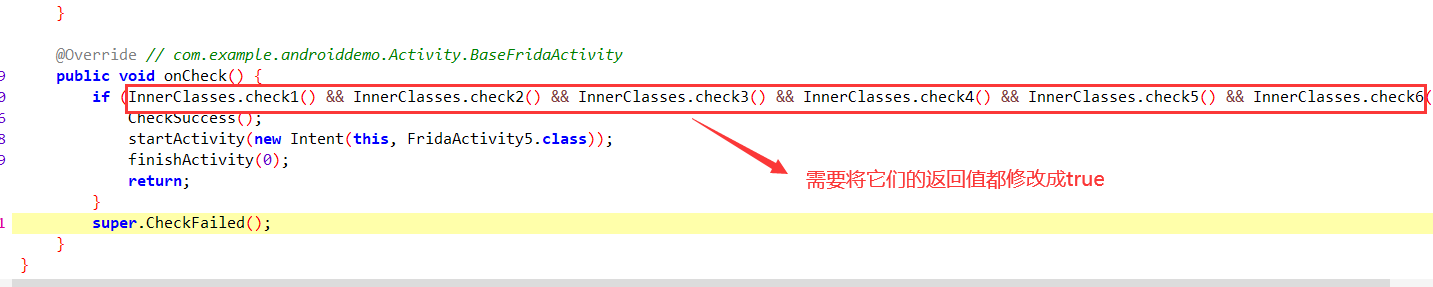 }
@Override // com.example.androiddemo.Activity.BaseFridaActivity
9 public void onCheck() {
0 if (InnerClasses.check1() && InnerClasses.check2() && InnerClasses.check3() && InnerClasses.check4() && InnerClasses.check5() && InnerClasses.check6(
6 CheckSuccess();
8 startActivity(new Intent(this, FridaActivity5.class));
9 finishActivity(0);
return;
需要将它们的返回值都修改成true
}
1 super.CheckFailed();
}
}